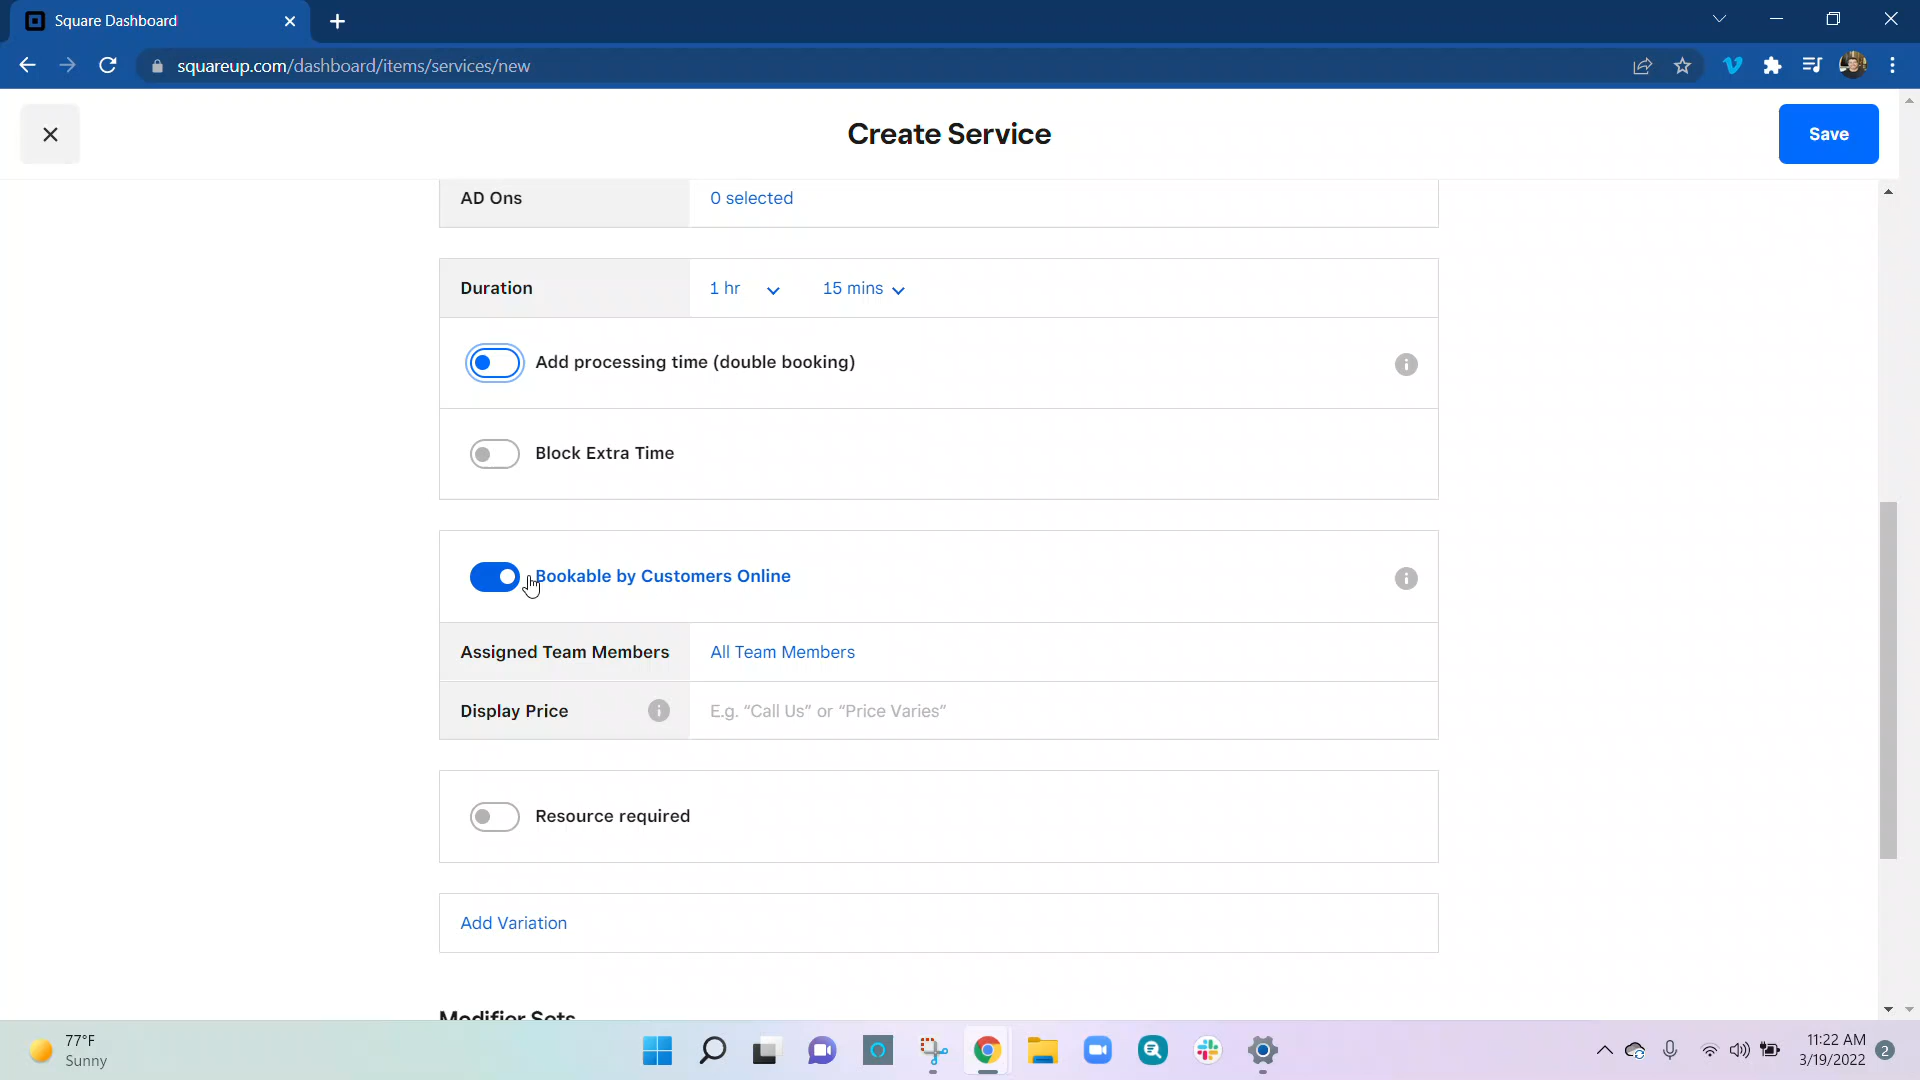 Square Dashboard
squareup.com/dashboard/items/services/new
Create Service
Save
AD Ons
0 selected
Duration
1 hr
15 mins
Add processing time (double booking)
Block Extra Time
Bookable by Customers Online
Assigned Team Members
All Team Members
Display Price
E.g. “Call Us” or “Price Varies”
Resource required
Add Variation
Modifier Sets
77°F
Sunny
11:22 AM
3/19/2022
2